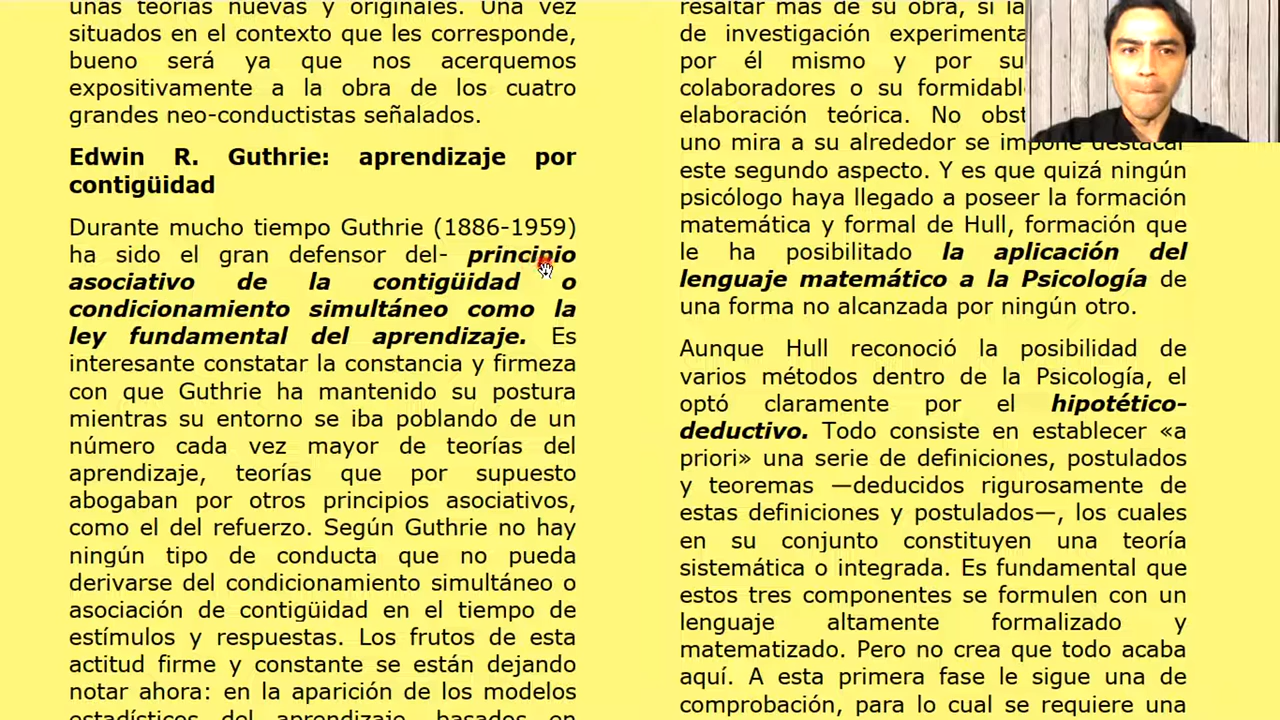 unas teorías nuevas y originales. Una vez
situados en el contexto que les corresponde,
bueno será ya que nos acerquemos
expositivamente a la obra de los cuatro
grandes neo-conductistas señalados.
Edwin R. Guthrie: aprendizaje por
contigüidad
Durante mucho tiempo Guthrie (1886-1959)
ha sido el gran defensor del- principio
asociativo de la contigüidad o
condicionamiento simultáneo como la
ley fundamental del aprendizaje. Es
interesante constatar la constancia y firmeza
con que Guthrie ha mantenido su postura
mientras su entorno se iba poblando de un
número cada vez mayor de teorías del
aprendizaje, teorías que por supuesto
abogaban por otros principios asociativos,
como el del refuerzo. Según Guthrie no hay
ningún tipo de conducta que no pueda
derivarse del condicionamiento simultáneo o
asociación de contigüidad en el tiempo de
estímulos y respuestas. Los frutos de esta
actitud firme y constante se están dejando
notar ahora: en la aparición de los modelos
estadísticos del aprendizaje, basados en
resaltar más de su obra, si la
de investigación
por él mismo y por
colaboradores o su
elaboración teórica. No
uno mira a su alrededor se impone destacar
este segundo aspecto. Y es que quizá ningún
psicólogo haya llegado a poseer la formación
matemática y formal de Hull, formación que
le ha posibilitado la aplicación del
lenguaje matemático a la Psicología de
una forma no alcanzada por ningún otro.
Aunque Hull reconoció la posibilidad de
varios métodos dentro de la Psicología, el
optó claramente por el hipotético-
deductivo. Todo consiste en establecer «a
priori» una serie de definiciones, postulados
y teoremas —deducidos rigurosamente de
estas definiciones y postulados—, los cuales
en su conjunto constituyen una teoría
sistemática o integrada. Es fundamental que
estos tres componentes se formulen con un
lenguaje altamente formalizado y
matematizado. Pero no crea que todo acaba
aquí. A esta primera fase le sigue una de
comprobación, para lo cual se requiere una